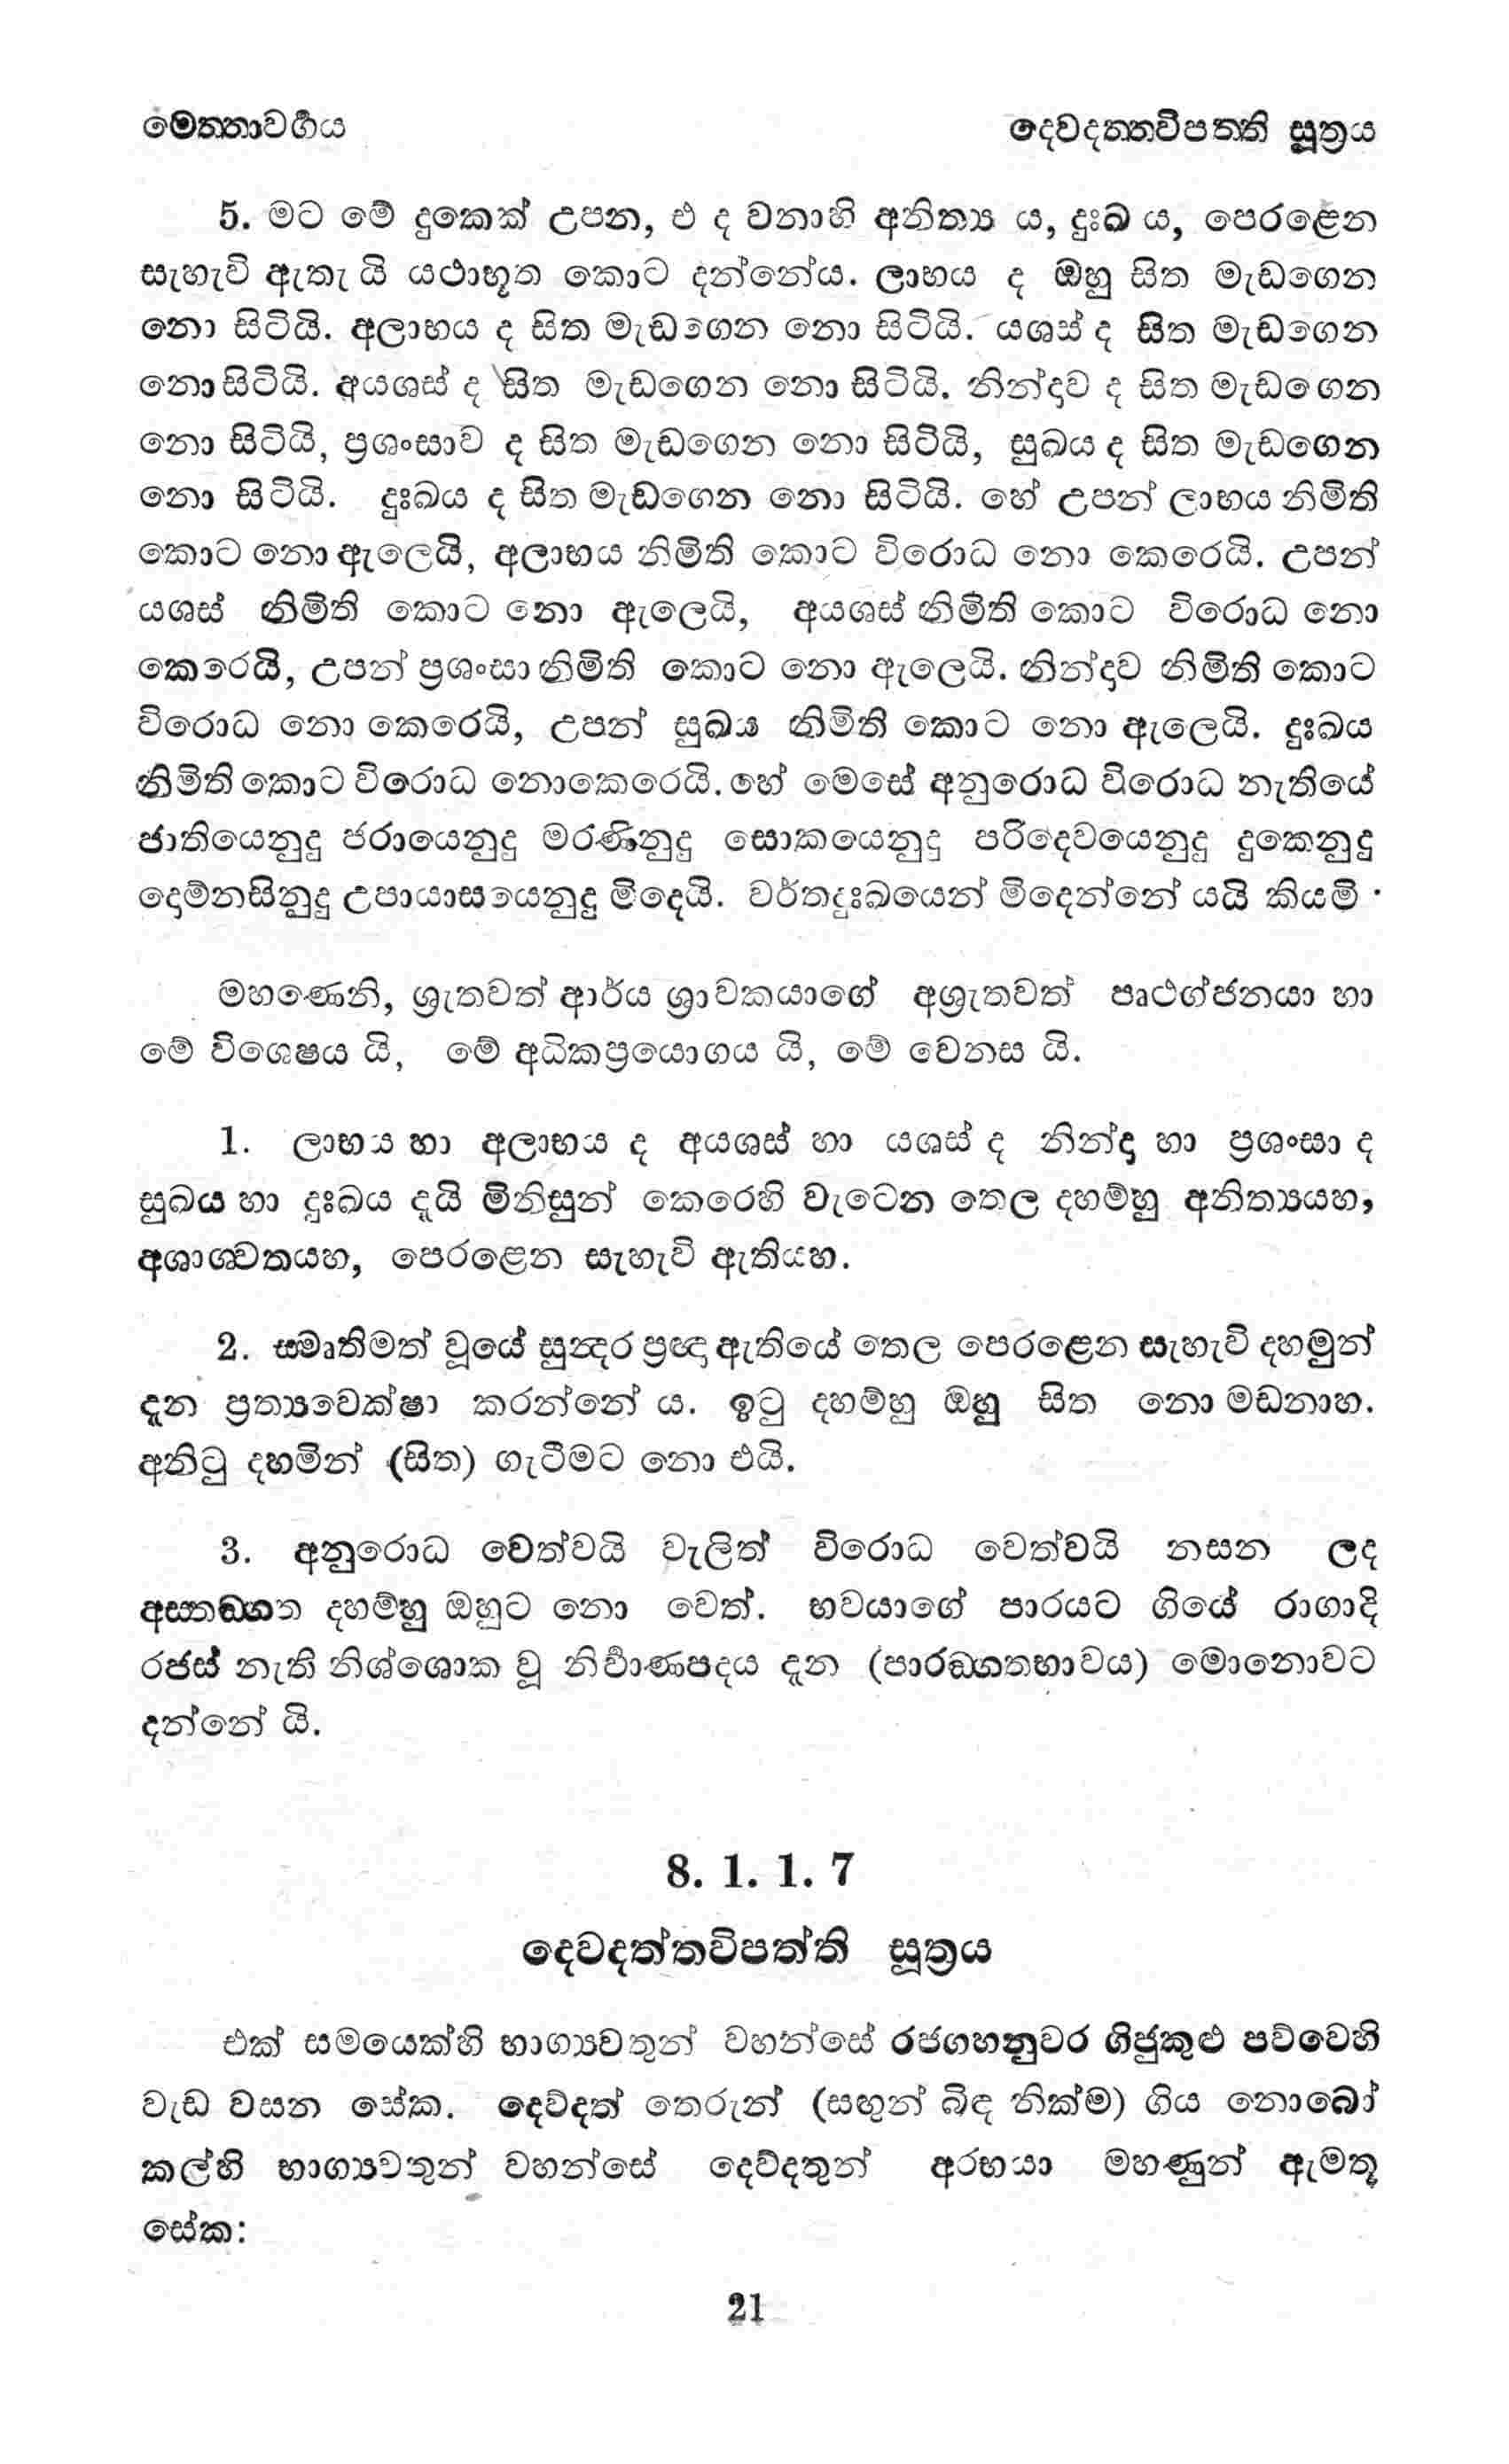 මෙත්තාවර්‍ගය
දෙවදත්තවිපත්ති සූත්‍රය
5. මට මේ දුකෙක් උපන, එ ද වනාහි අනිත්‍ය ය, දුඃඛ ය, පෙරළෙන
සැහැවි ඇතැ යි යථාභූත කොට දන්නේය. ලාභය ද ඔහු සිත මැඩගෙන
නො සිටියි. අලාභය ද සිත මැඩගෙන නො සිටියි. යශස් ද සිත මැඩගෙන
නොසිටියි. අයශස් ද සිත මැඩගෙන නො සිටියි. නින්දාව ද සිත මැඩගෙන
නො සිටියි, ප්‍රශංසාව ද සිත මැඩගෙන නො සිටියි, සුඛය ද සිත මැඩගෙන
නො සිටියි. දුඃඛය ද සිත මැඩගෙන නො සිටියි. හේ උපන් ලාභය නිමිති
කොට නො ඇලෙයි, අලාභය නිමිති කොට විරොධ නො කෙරෙයි. උපන්
යශස් නිමිති කොට නො ඇලෙයි, අයශස් නිමිති කොට විරොධ නො
කෙරෙයි, උපන් ප්‍රශංසා නිමිති කොට නො ඇලෙයි. නින්දාව නිමිති කොට
විරොධ නො කෙරෙයි, උපන් සුඛය නිමිති කොට නො ඇලෙයි. දුඃඛය
නිමිති කොට විරොධ නොකෙරෙයි. හේ මෙසේ අනුරොධ විරොධ නැතියේ
ජාතියෙනුදු ජරායෙනුදු මරණිනුදු සොකයෙනුදු පරිදෙවයෙනුදු දුකෙනුදු
දොම්නසිනුදු උපායාසයෙනුදු මිදෙයි. වර්තදුඃඛයෙන් මිදෙන්නේ යයි කියමි.
මහණෙනි, ශ්‍රැතවත් ආර්ය ශ්‍රාවකයාගේ අශ්‍රැතවත් පෘථග්ජනයා හා
මේ විශෙෂය යි, මේ අධිකප්‍රයොගය යි, මේ වෙනස යි.
1. ලාභය හා අලාභය ද අයශස් හා යශස් ද නින්දා හා ප්‍රශංසා ද
සුඛය හා දුඃඛය දැයි මිනිසුන් කෙරෙහි වැටෙන තෙල දහම්හු අනිත්‍යයහ,
අශාශ්වතයහ, පෙරළෙන සැහැවි ඇතියහ.
2. ස්මෘතිමත් වූයේ සුන්‍දර ප්‍රඥා ඇතියේ තෙල පෙරළෙන සැහැවි දහමුන්
දැන ප්‍රත්‍යවෙක්ෂා කරන්නේ ය. ඉටු දහම්හු ඔහු සිත නො මඩනාහ.
අනිටු දහමින් (සිත) ගැටීමට නො එයි.
3. අනුරොධ වෙත්වයි වැලිත් විරොධ වෙත්වයි නසන ලද
අස්තඞ්ගත දහම්හු ඔහුට නො වෙත්. භවයාගේ පාරයට ගියේ රාගාදි
රජස් නැති නිශ්ශොක වූ නිර්‍වාණපදය දැන (පාරඞ්ගතභාවය) මොනොවට
දන්නේ යි.
8. 1. 1. 7
දෙවදත්තවිපත්ති සූත්‍රය
එක් සමයෙක්හි භාග්‍යවතුන් වහන්සේ රජගහනුවර ගිජුකුළු පව්වෙහි
වැඩ වසන සේක. දෙව්දත් තෙරුන් (සඟුන් බිඳ නික්ම) ගිය නොබෝ
කල්හි භාග්‍යවතුන් වහන්සේ දෙව්දතුන් අරභයා මහණුන් ඇමතූ
සේක:
21